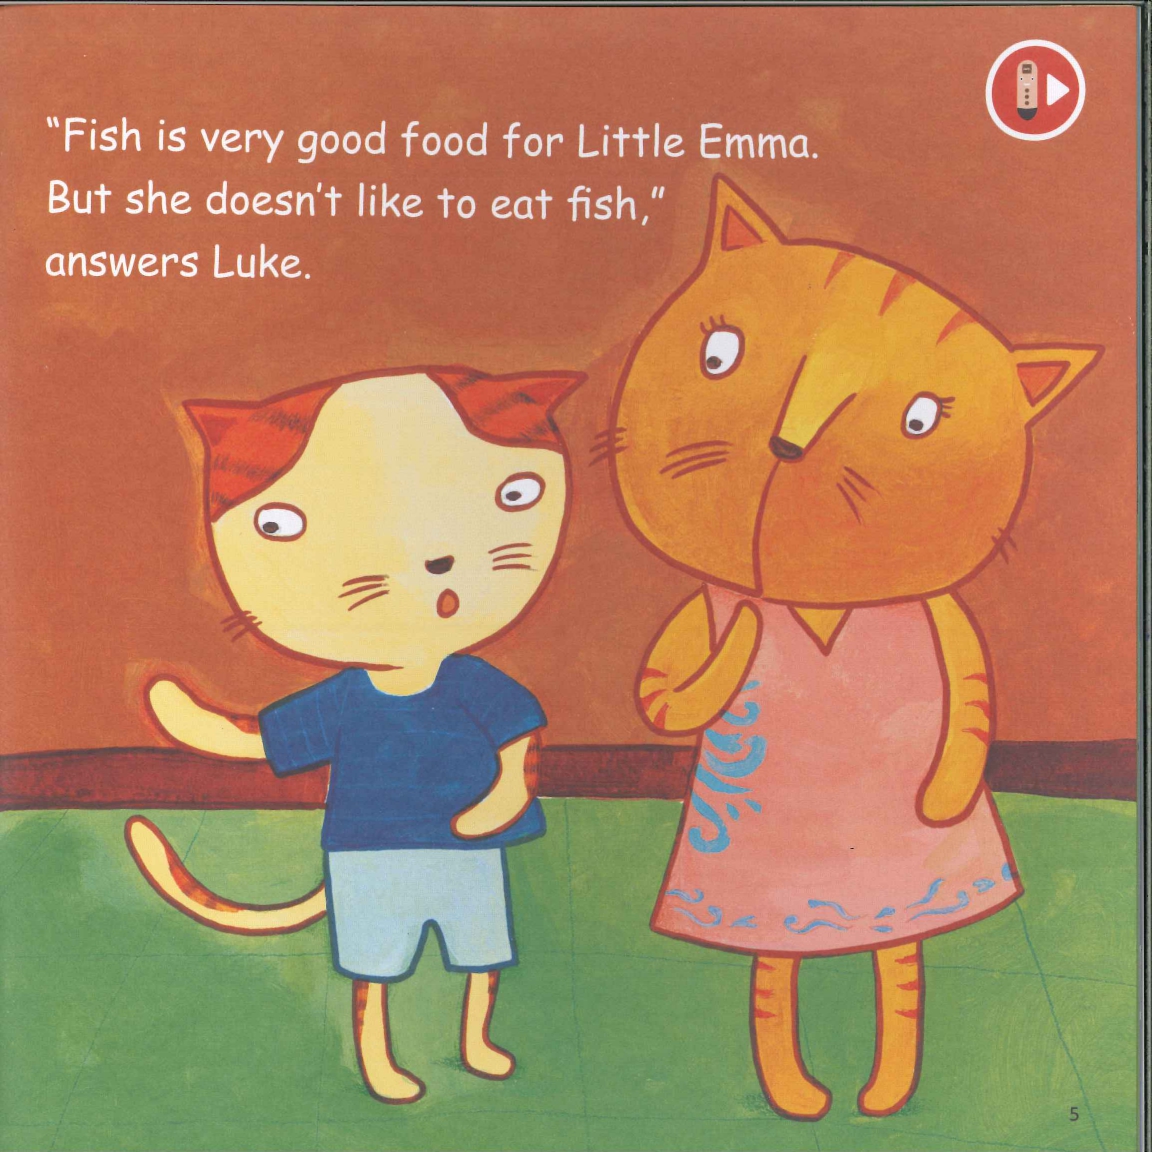 “Fish is very good food for Little Emma.
But she doesn’t like to eat fish,”
answers Luke.
5